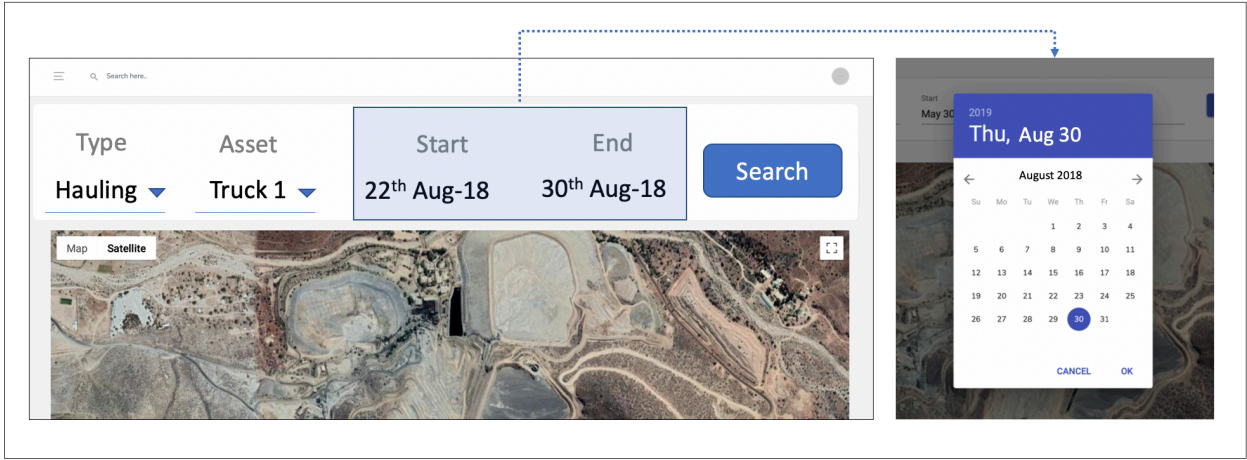 Search here..
Type Asset Start End
Hauling Truck 1 22th Aug-18 30th Aug-18 Search
Map Satellite
Start
May 30
2019
Thu, Aug 30
August 2018
Su Mo Tu We Th Fr Sa
1 2 3 4
5 6 7 8 9 10 11
12 13 14 15 16 17 18
19 20 21 22 23 24 25
26 27 28 29 30 31
CANCEL OK